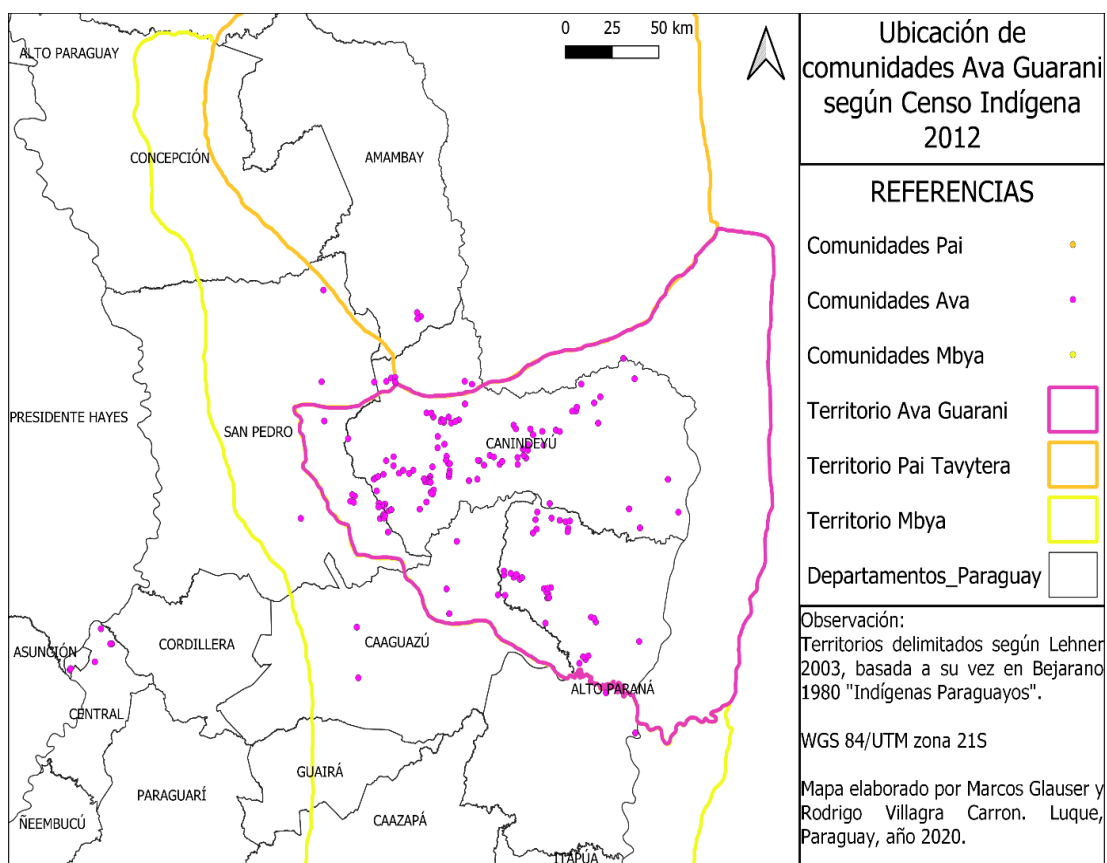 0 25 50 km
ALTO PARAGUAY
CONCEPCIÓN
AMAMBAY
PRESIDENTE HAYES
SAN PEDRO
CANINDEYÚ
CORDILLERA
CAAGUAZÚ
ASUNCIÓN
ALTO PARANÁ
CENTRAL
GUAIRÁ
PARAGUARÍ
CAAZAPÁ
ÑEEMBUCÚ
ITAPÚA
Ubicación de
comunidades Ava Guarani
según Censo Indígena
2012
REFERENCIAS
Comunidades Pai
Comunidades Ava
Comunidades Mbya
Territorio Ava Guarani
Territorio Pai Tavytera
Territorio Mbya
Departamentos_Paraguay
Observación:
Territorios delimitados según Lehner
2003, basada a su vez en Bejarano
1980 "Indígenas Paraguayos".
WGS 84/UTM zona 21S
Mapa elaborado por Marcos Glauser y
Rodrigo Villagra Carron. Luque,
Paraguay, año 2020.